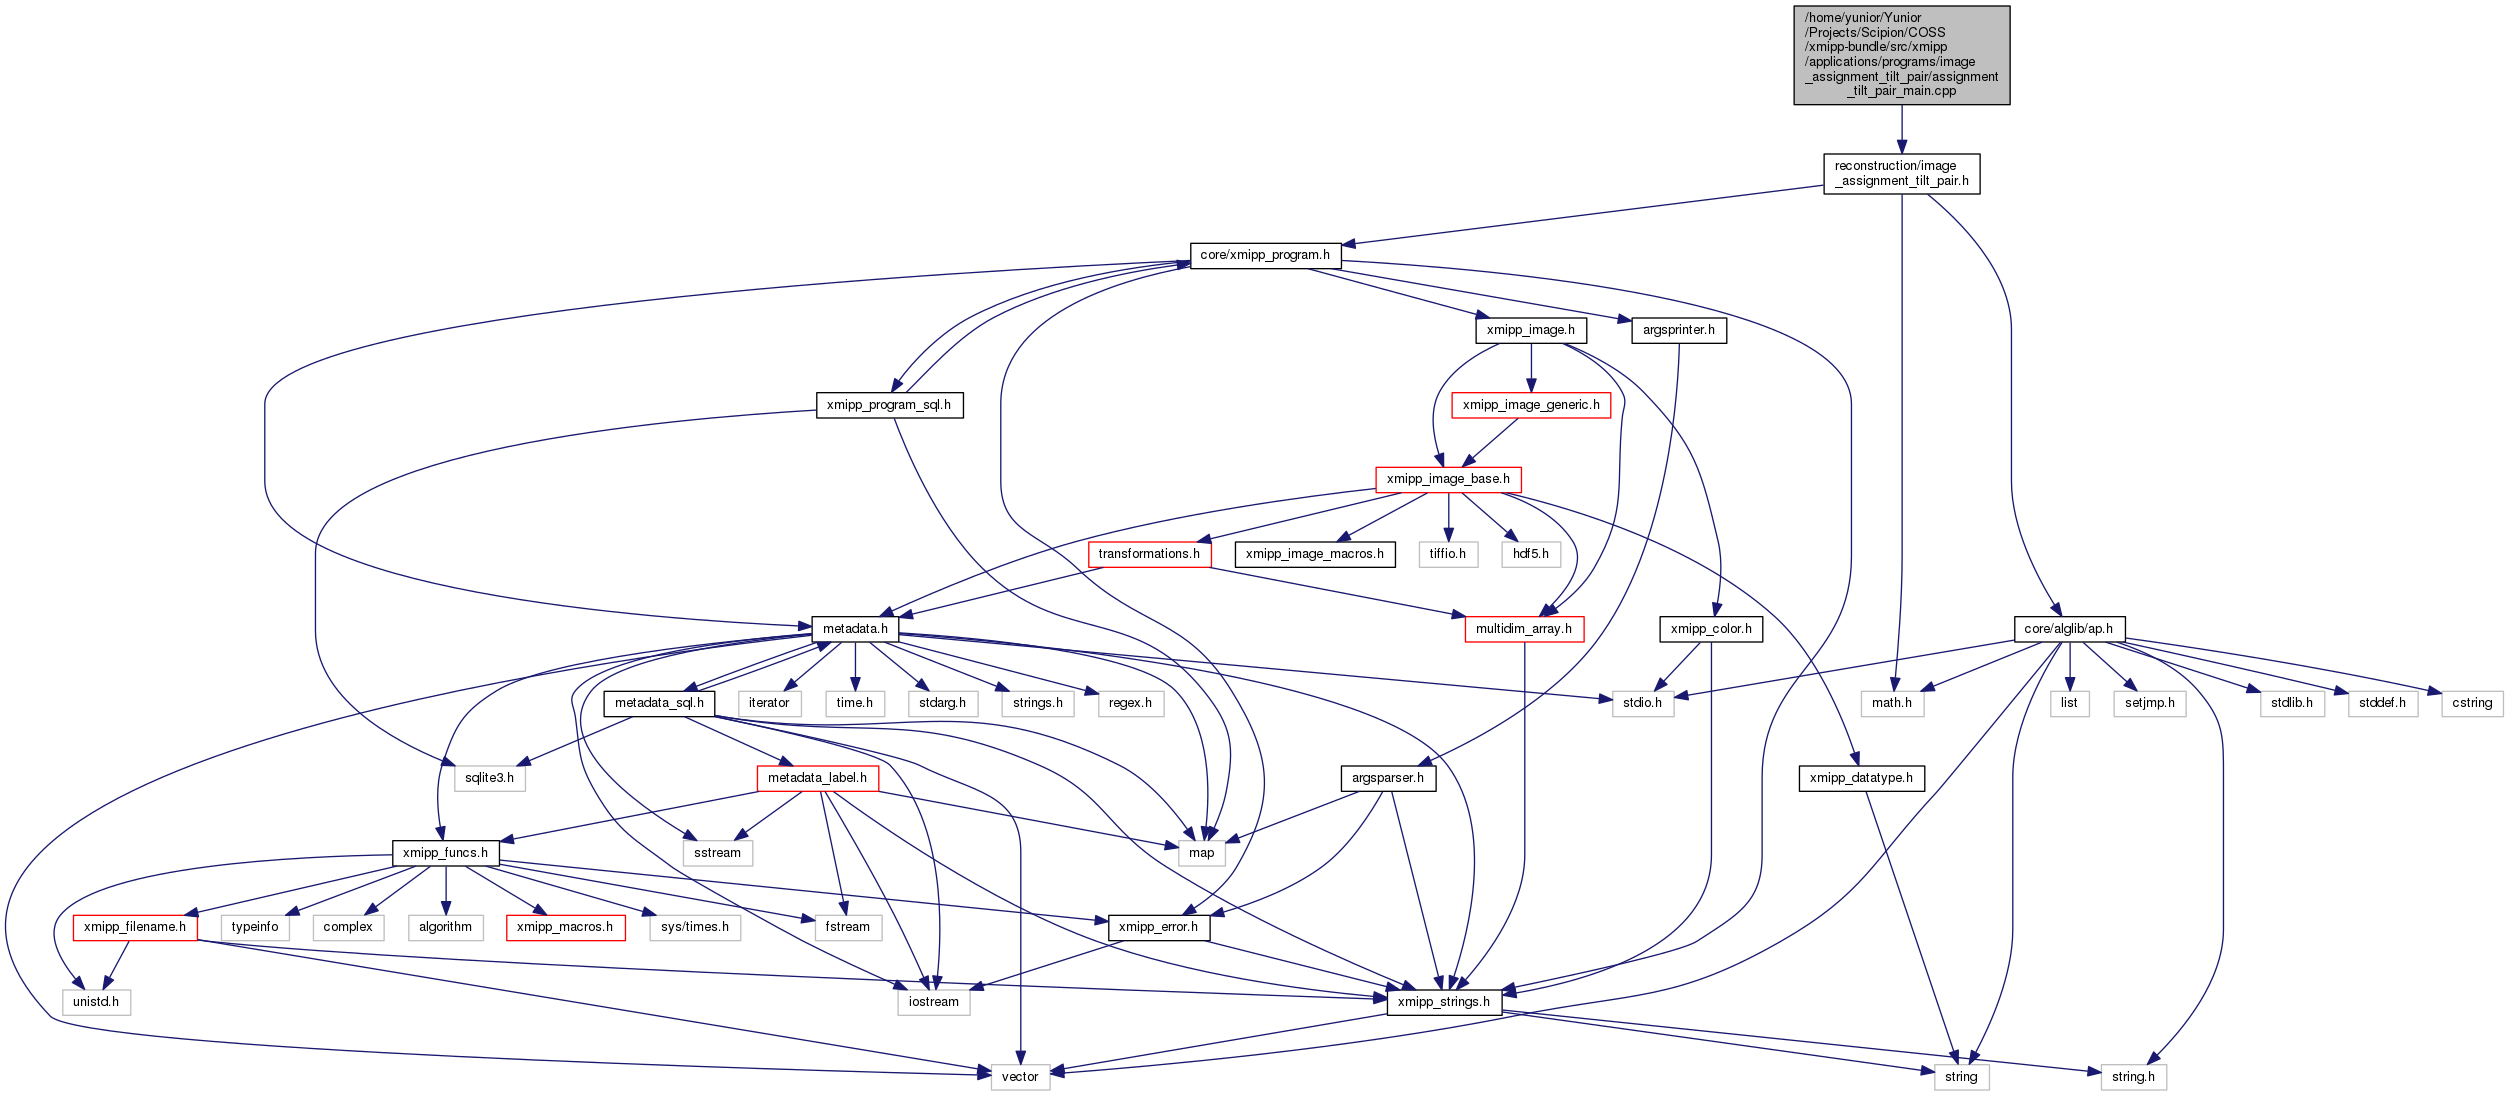 /home/yunior/Yunior
/Projects/Scipion/COSS
/xmipp-bundle/src/xmipp
/applications/programs/image
_assignment_tilt_pair/assignment
_tilt_pair_main.cpp
reconstruction/image
_assignment_tilt_pair.h
core/xmipp_program.h
xmipp_image.h
argsprinter.h
xmipp_program_sql.h
xmipp_image_generic.h
xmipp_image_base.h
transformations.h
xmipp_image_macros.h
tiffio.h
hdf5.h
metadata.h
multidim_array.h
xmipp_color.h
core/alglib/ap.h
metadata_sql.h
iterator
time.h
stdarg.h
strings.h
regex.h
stdio.h
math.h
list
setjmp.h
stdlib.h
stddef.h
cstring
sqlite3.h
metadata_label.h
argsparser.h
xmipp_datatype.h
xmipp_funcs.h
sstream
map
xmipp_filename.h
typeinfo
complex
algorithm
xmipp_macros.h
sys/times.h
fstream
xmipp_error.h
unistd.h
iostream
xmipp_strings.h
vector
string
string.h